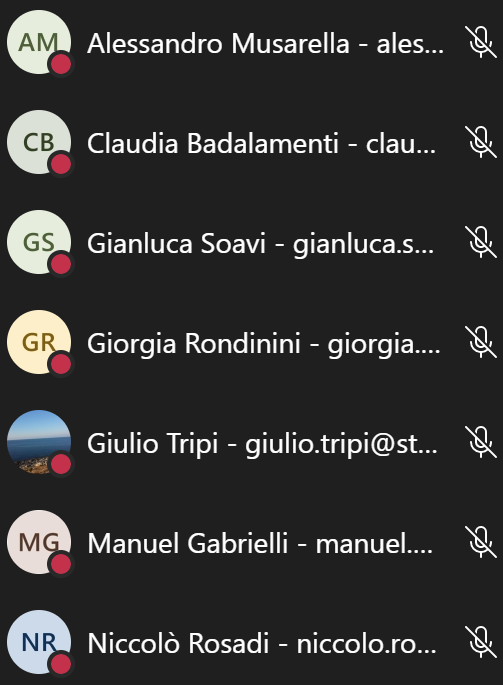 AM Alessandro Musarella - ales...
CB Claudia Badalamenti - clau...
GS Gianluca Soavi - gianluca.s...
GR Giorgia Rondinini - giorgia....
Giulio Tripi - giulio.tripi@st...
MG Manuel Gabrielli - manuel....
NR Niccolò Rosadi - niccolo.ro...